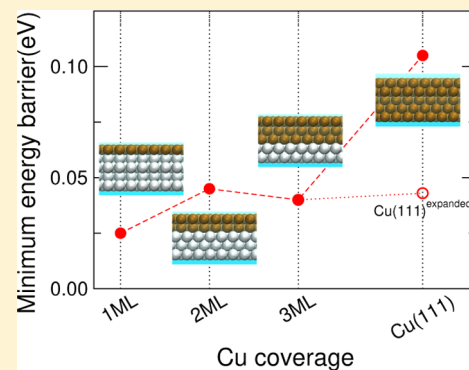 Minimum energy barrier(eV)
0.10
0.05
0.00
Cu(111)expanded
1ML
2ML
3ML
Cu(111)
Cu coverage